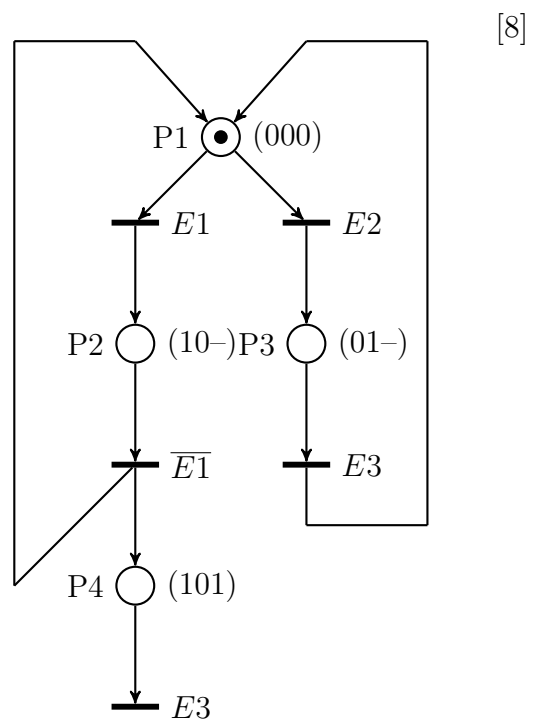 [8]
P1 (000)
E1 E2
P2 (10–) P3 (01–)
E1̅ E3
P4 (101)
E3